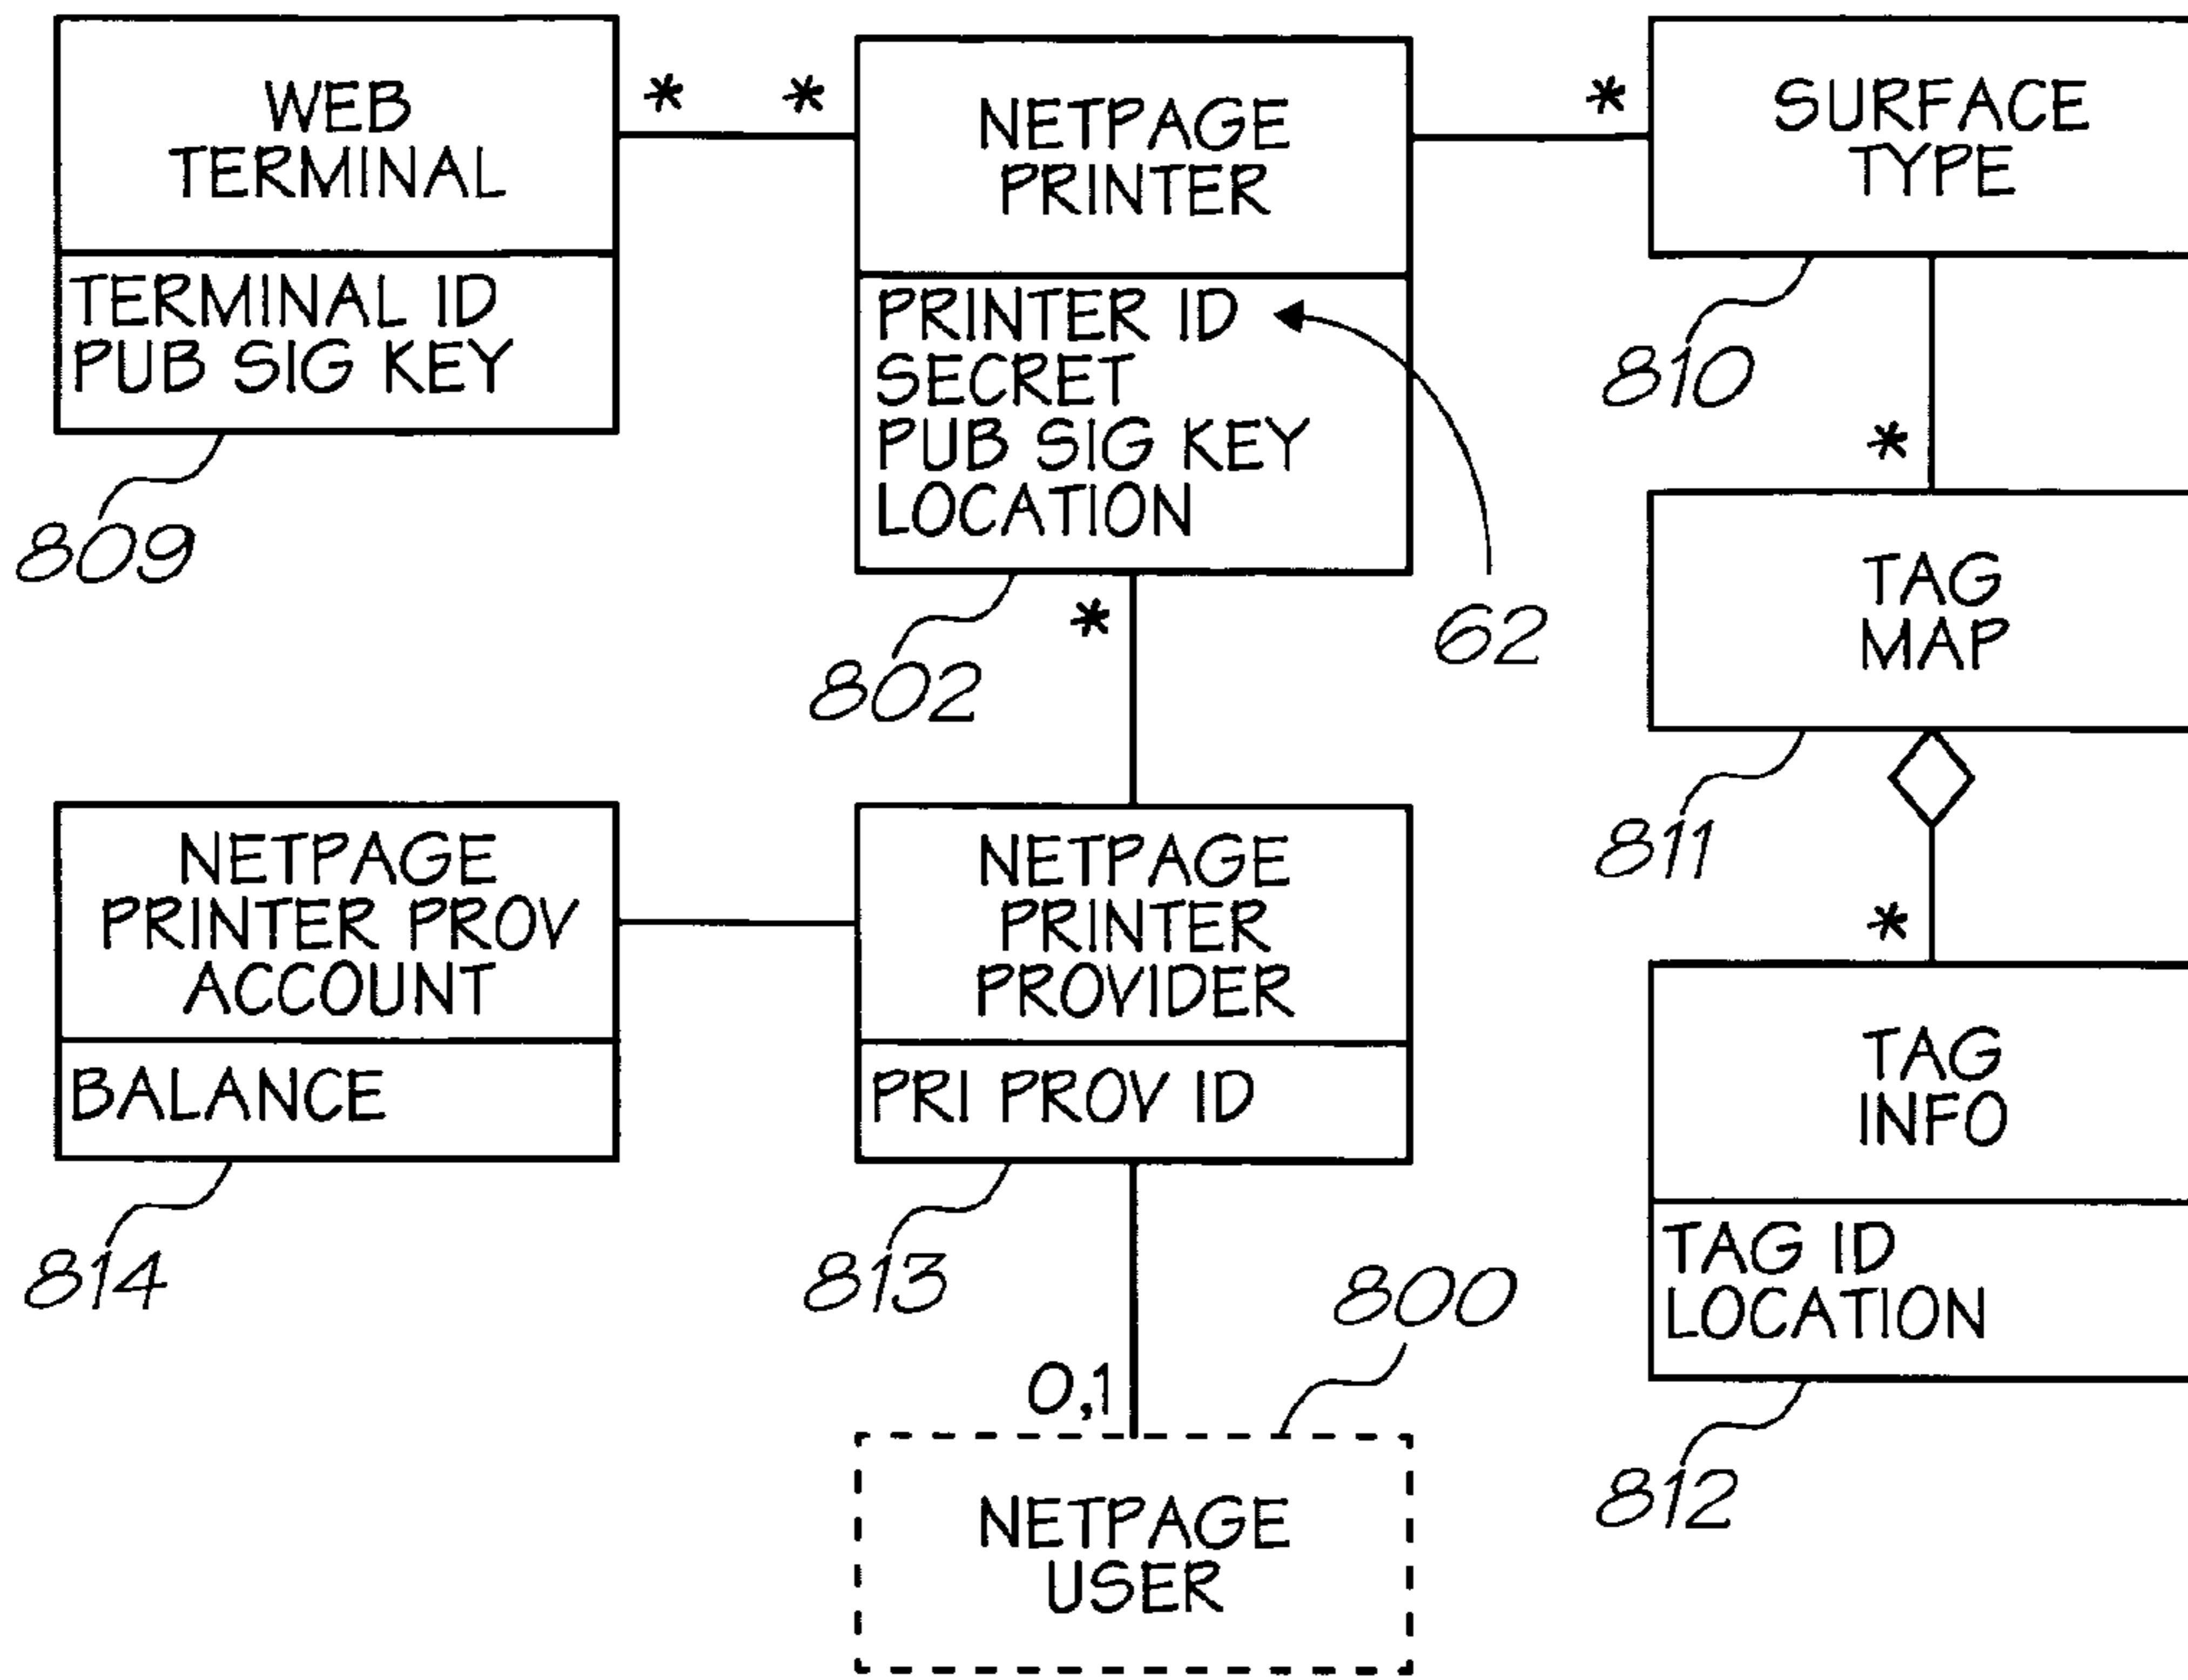 WEB
TERMINAL
TERMINAL ID
PUB SIG KEY
809
*
*
NETPAGE
PRINTER
PRINTER ID
SECRET
PUB SIG KEY
LOCATION
62
802
*
*
SURFACE
TYPE
810
*
TAG
MAP
811
*
TAG
INFO
TAG ID
LOCATION
812
NETPAGE
PRINTER PROV
ACCOUNT
BALANCE
814
NETPAGE
PRINTER
PROVIDER
PRI PROV ID
813
0,1
800
NETPAGE
USER